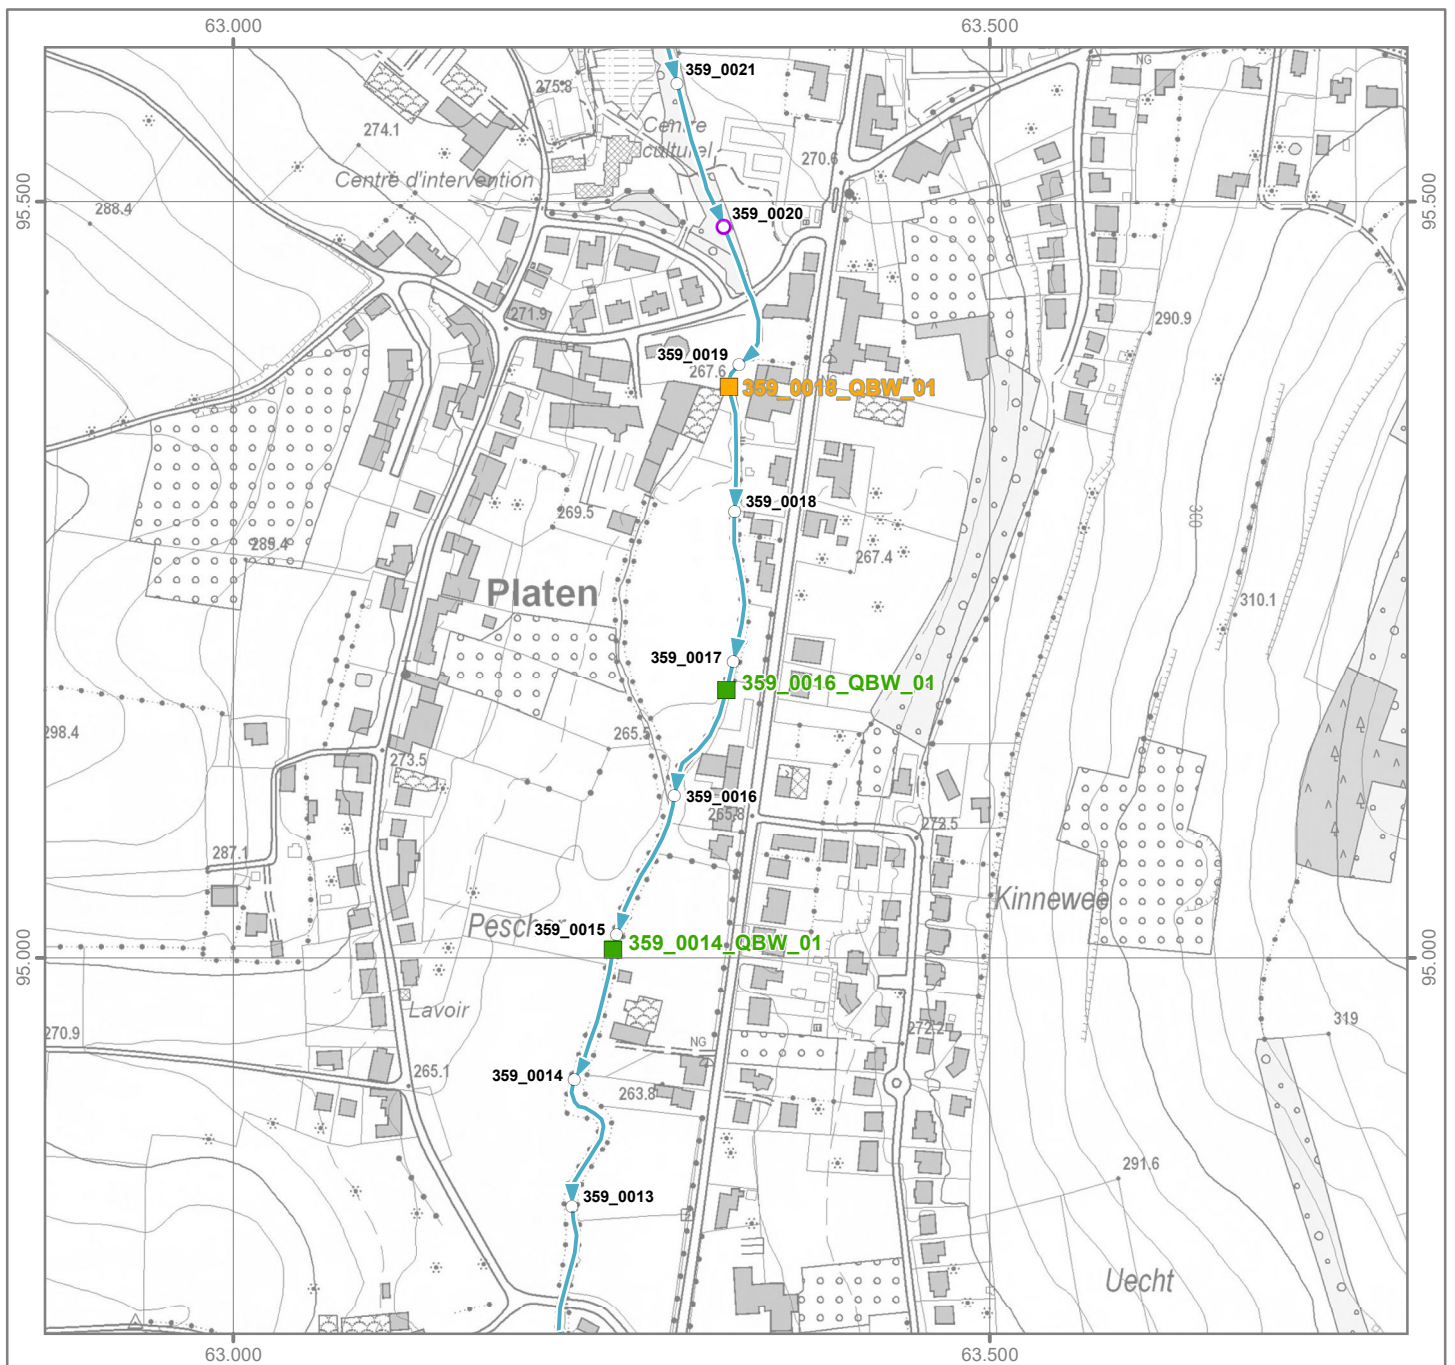 63.000
63.500
359_0021
NG
275.8
274.1
Centre
culturel
270.6
Centre d'intervention
95.500
95.500
288.4
359_0020
271.9
290.9
359_0019
267.6
NG
359_0018_QBW_01
359_0018
269.5
300
285.4
267.4
Platen
310.1
359_0017
359_0016_QBW_01
298.4
265.5
273.5
359_0016
265.8
272.5
287.1
Kinnewee
Pescher
359_0015
359_0014_QBW_01
95.000
95.000
Lavoir
270.9
272.2
319
NG
265.1
359_0014
263.8
291.6
359_0013
Uecht
63.000
63.500